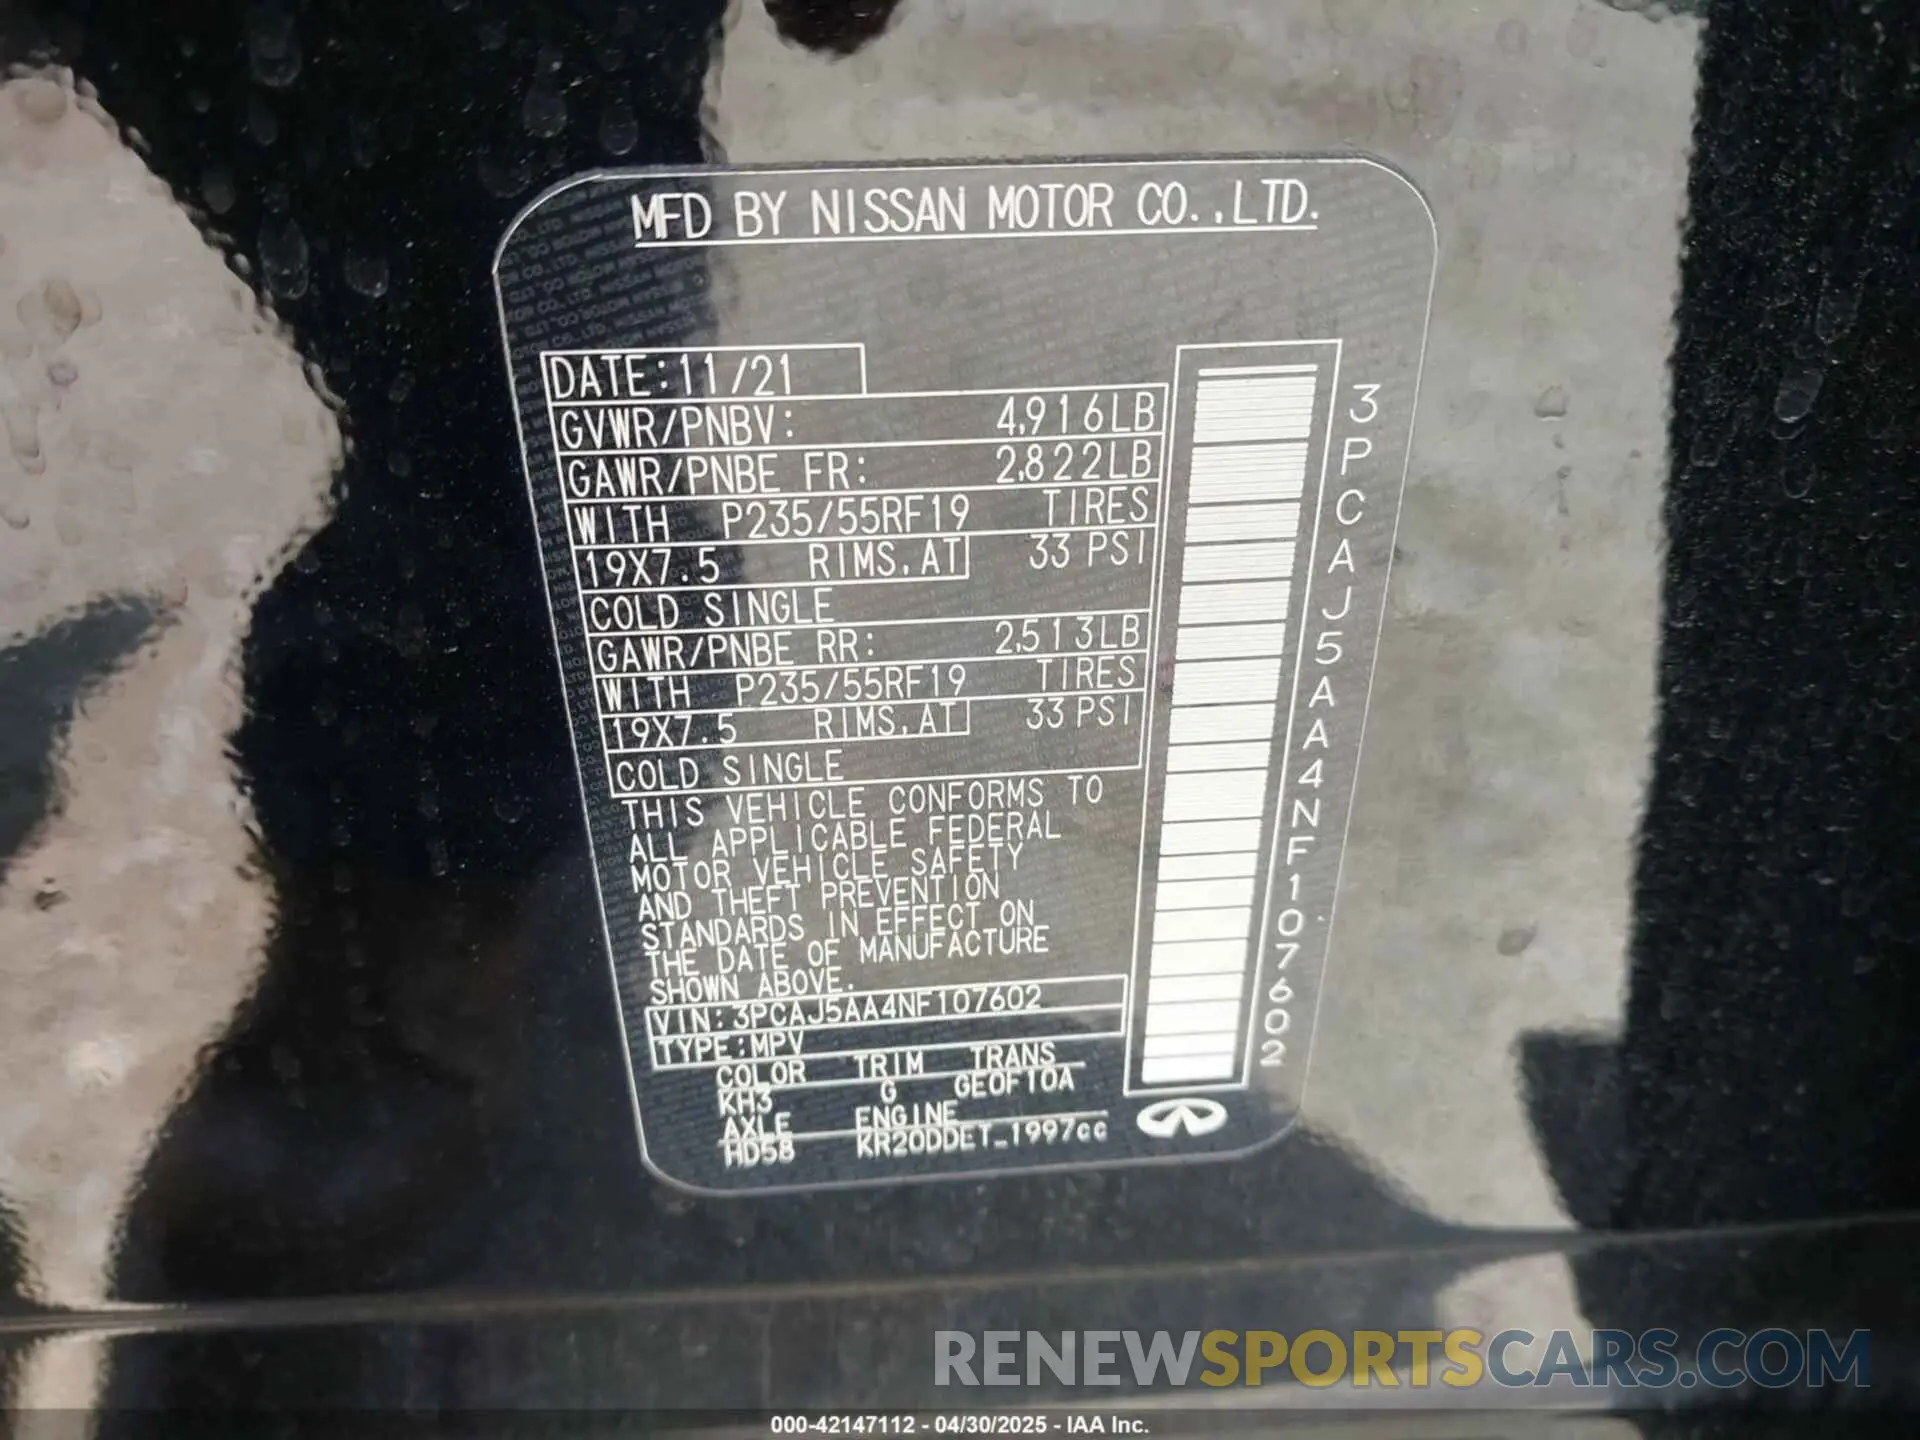 MFD BY NISSAN MOTOR CO.,LTD.
DATE:11/21
GVWR/PNBV: 4,916LB
GAWR/PNBE FR: 2,822LB
WITH P235/55RF19 TIRES
19X7.5 RIMS,AT 33 PSI
COLD SINGLE
GAWR/PNBE RR: 2,513LB
WITH P235/55RF19 TIRES
19X7.5 RIMS,AT 33 PSI
COLD SINGLE
THIS VEHICLE CONFORMS TO
ALL APPLICABLE FEDERAL
MOTOR VEHICLE SAFETY
AND THEFT PREVENTION
STANDARDS IN EFFECT ON
THE DATE OF MANUFACTURE
SHOWN ABOVE.
VIN:3PCAJ5AA4NF107602
TYPE:MPV
COLOR TRIM TRANS
KH3 G GE0F10A
AXLE ENGINE
HD58 KR20DDET_1997cc
3PCAJ5AA4NF107602
RENEWSPORTSCARS.COM
000-42147112 - 04/30/2025 - IAA Inc.